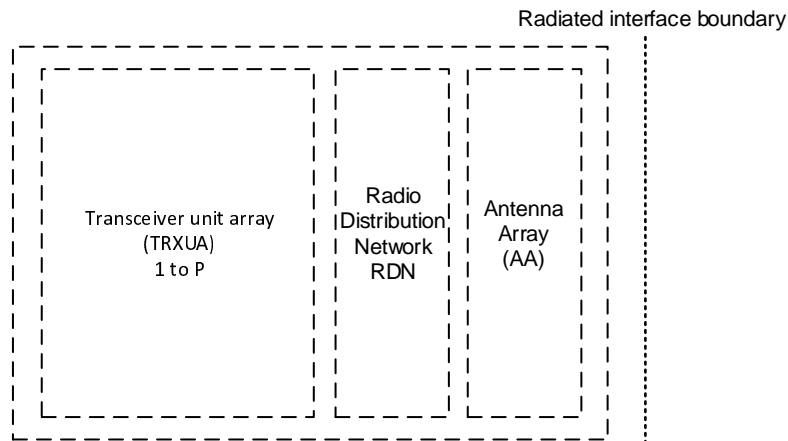 Radiated interface boundary
Transceiver unit array
(TRXUA)
1 to P
Radio
Distribution
Network
RDN
Antenna
Array
(AA)